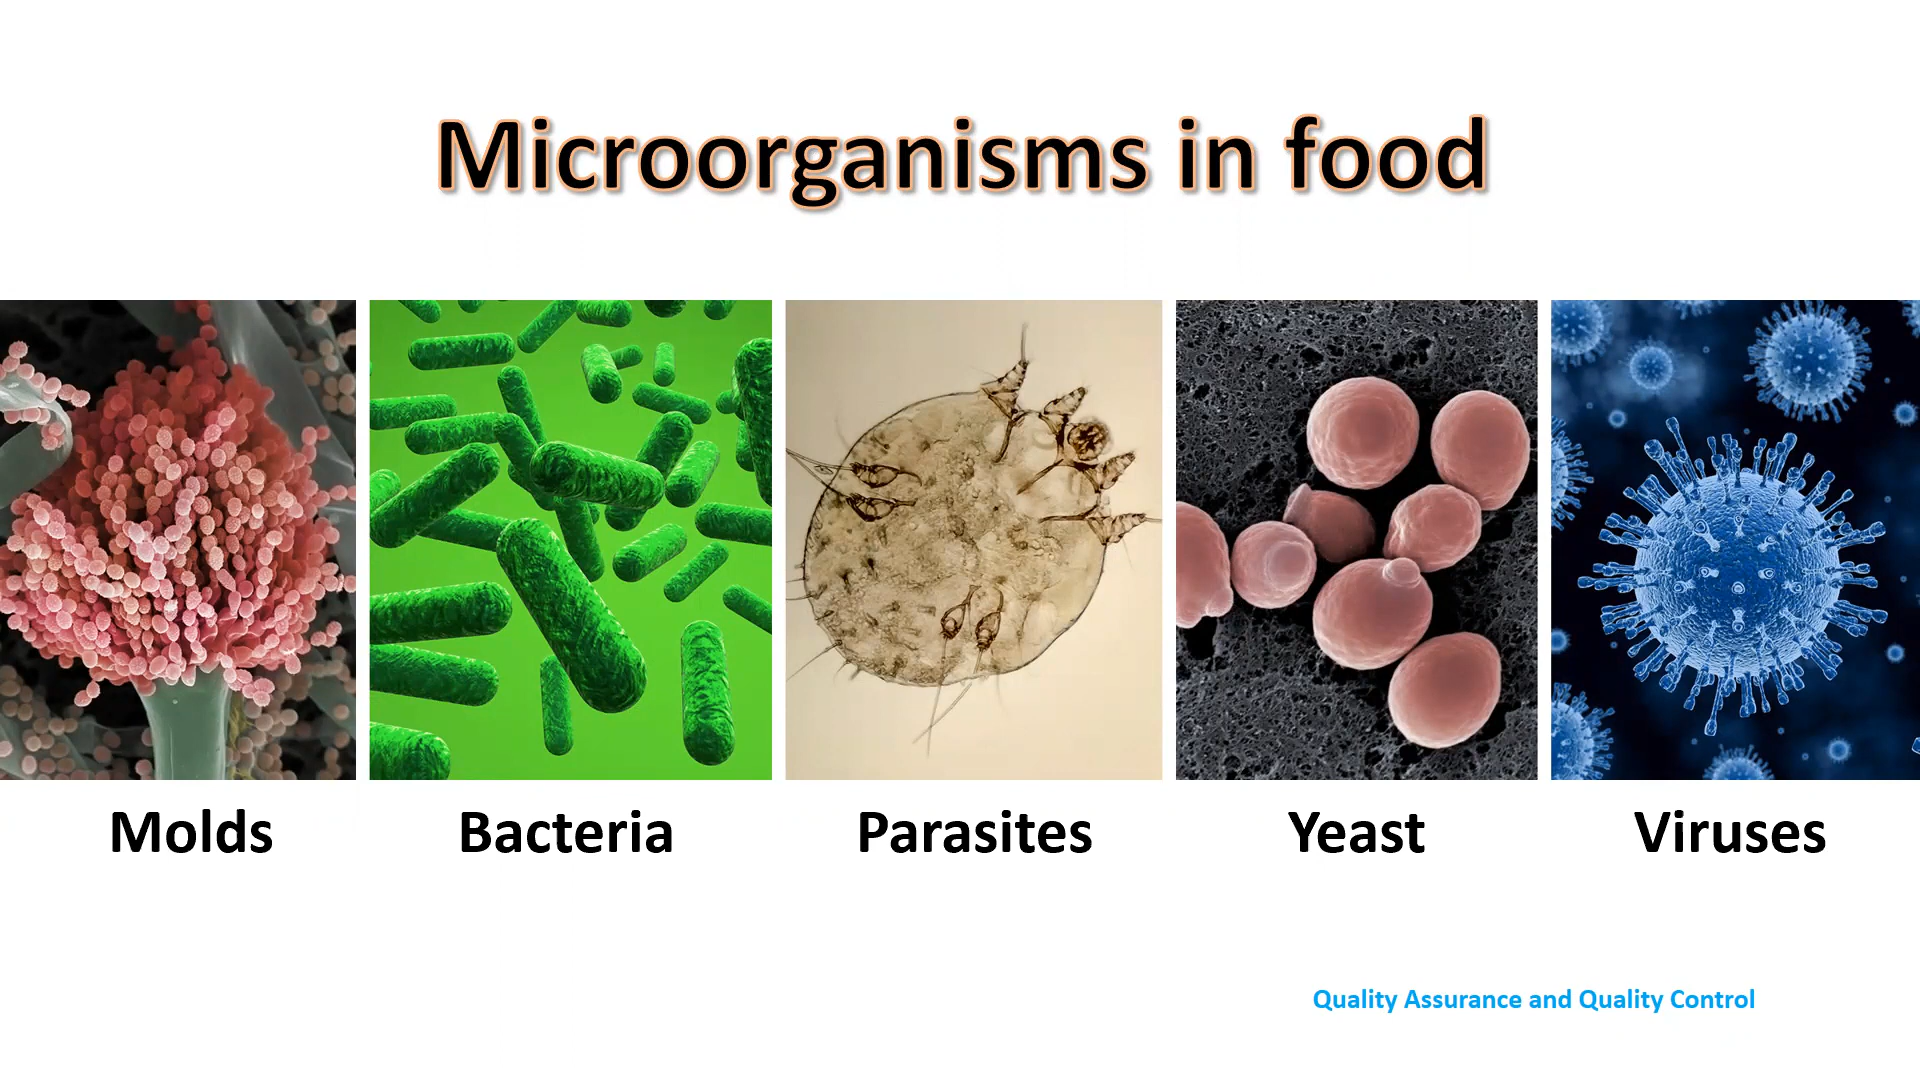 Microorganisms in food
Molds
Bacteria
Parasites
Yeast
Viruses
Quality Assurance and Quality Control